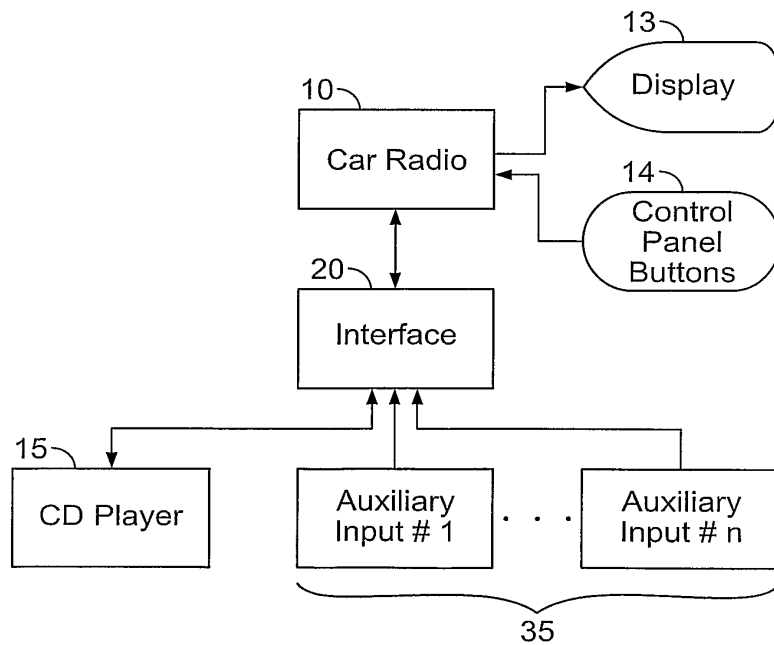 13
Display
10
Car Radio
14
Control
Panel
Buttons
20
Interface
15
CD Player
Auxiliary
Input # 1
. . .
Auxiliary
Input # n
35